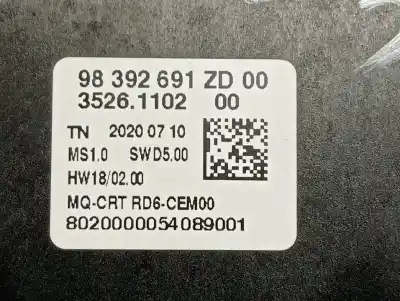 98 392 691 ZD 00
3526.1102 00
TN 2020 07 10
MS1.0 SWD5.00
HW18/02.00
MQ-CRT RD6-CEM00
8020000054089001